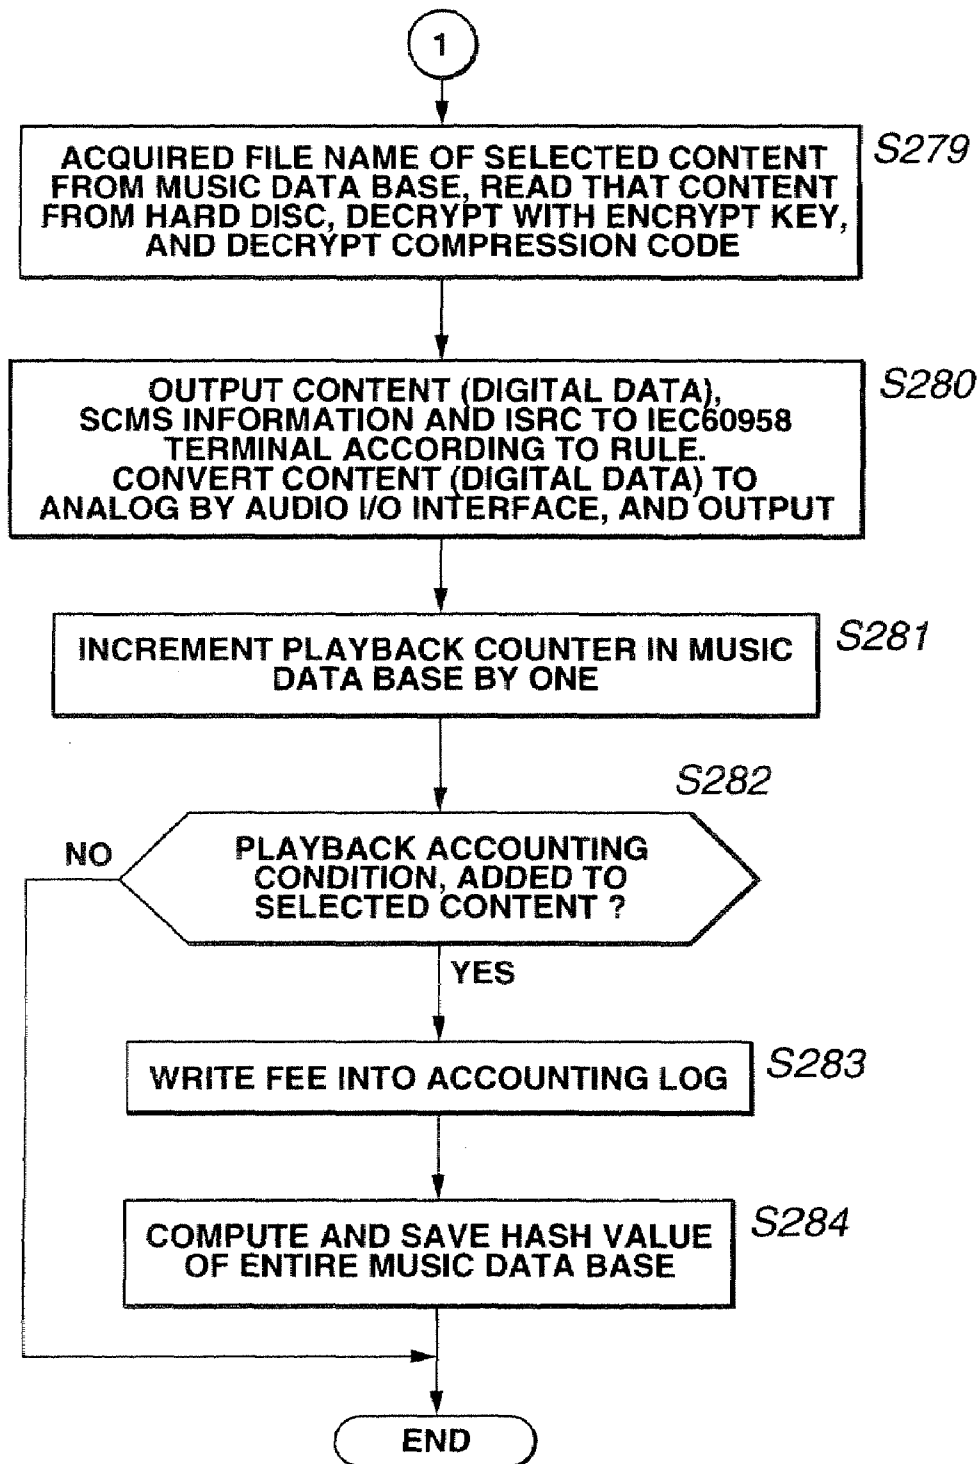 1
ACQUIRED FILE NAME OF SELECTED CONTENT
FROM MUSIC DATA BASE, READ THAT CONTENT
FROM HARD DISC, DECRYPT WITH ENCRYPT KEY,
AND DECRYPT COMPRESSION CODE
S279
OUTPUT CONTENT (DIGITAL DATA),
SCMS INFORMATION AND ISRC TO IEC60958
TERMINAL ACCORDING TO RULE.
CONVERT CONTENT (DIGITAL DATA) TO
ANALOG BY AUDIO I/O INTERFACE, AND OUTPUT
S280
INCREMENT PLAYBACK COUNTER IN MUSIC
DATA BASE BY ONE
S281
S282
PLAYBACK ACCOUNTING
CONDITION, ADDED TO
SELECTED CONTENT ?
NO
YES
WRITE FEE INTO ACCOUNTING LOG
S283
COMPUTE AND SAVE HASH VALUE
OF ENTIRE MUSIC DATA BASE
S284
END